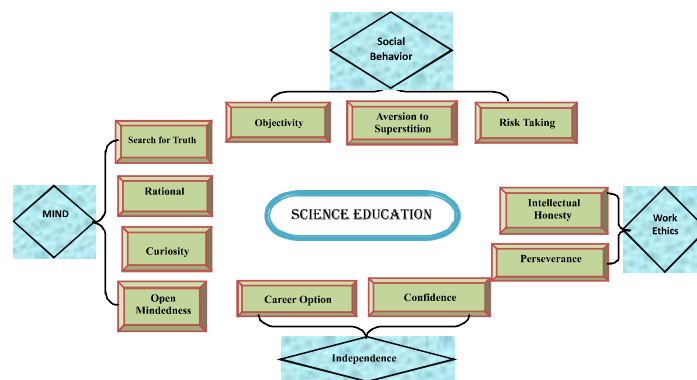 Social
Behavior
Objectivity
Aversion to
Superstition
Risk Taking
Search for Truth
Rational
Curiosity
Open
Mindedness
MIND
SCIENCE EDUCATION
Intellectual
Honesty
Perseverance
Work
Ethics
Career Option
Confidence
Independence